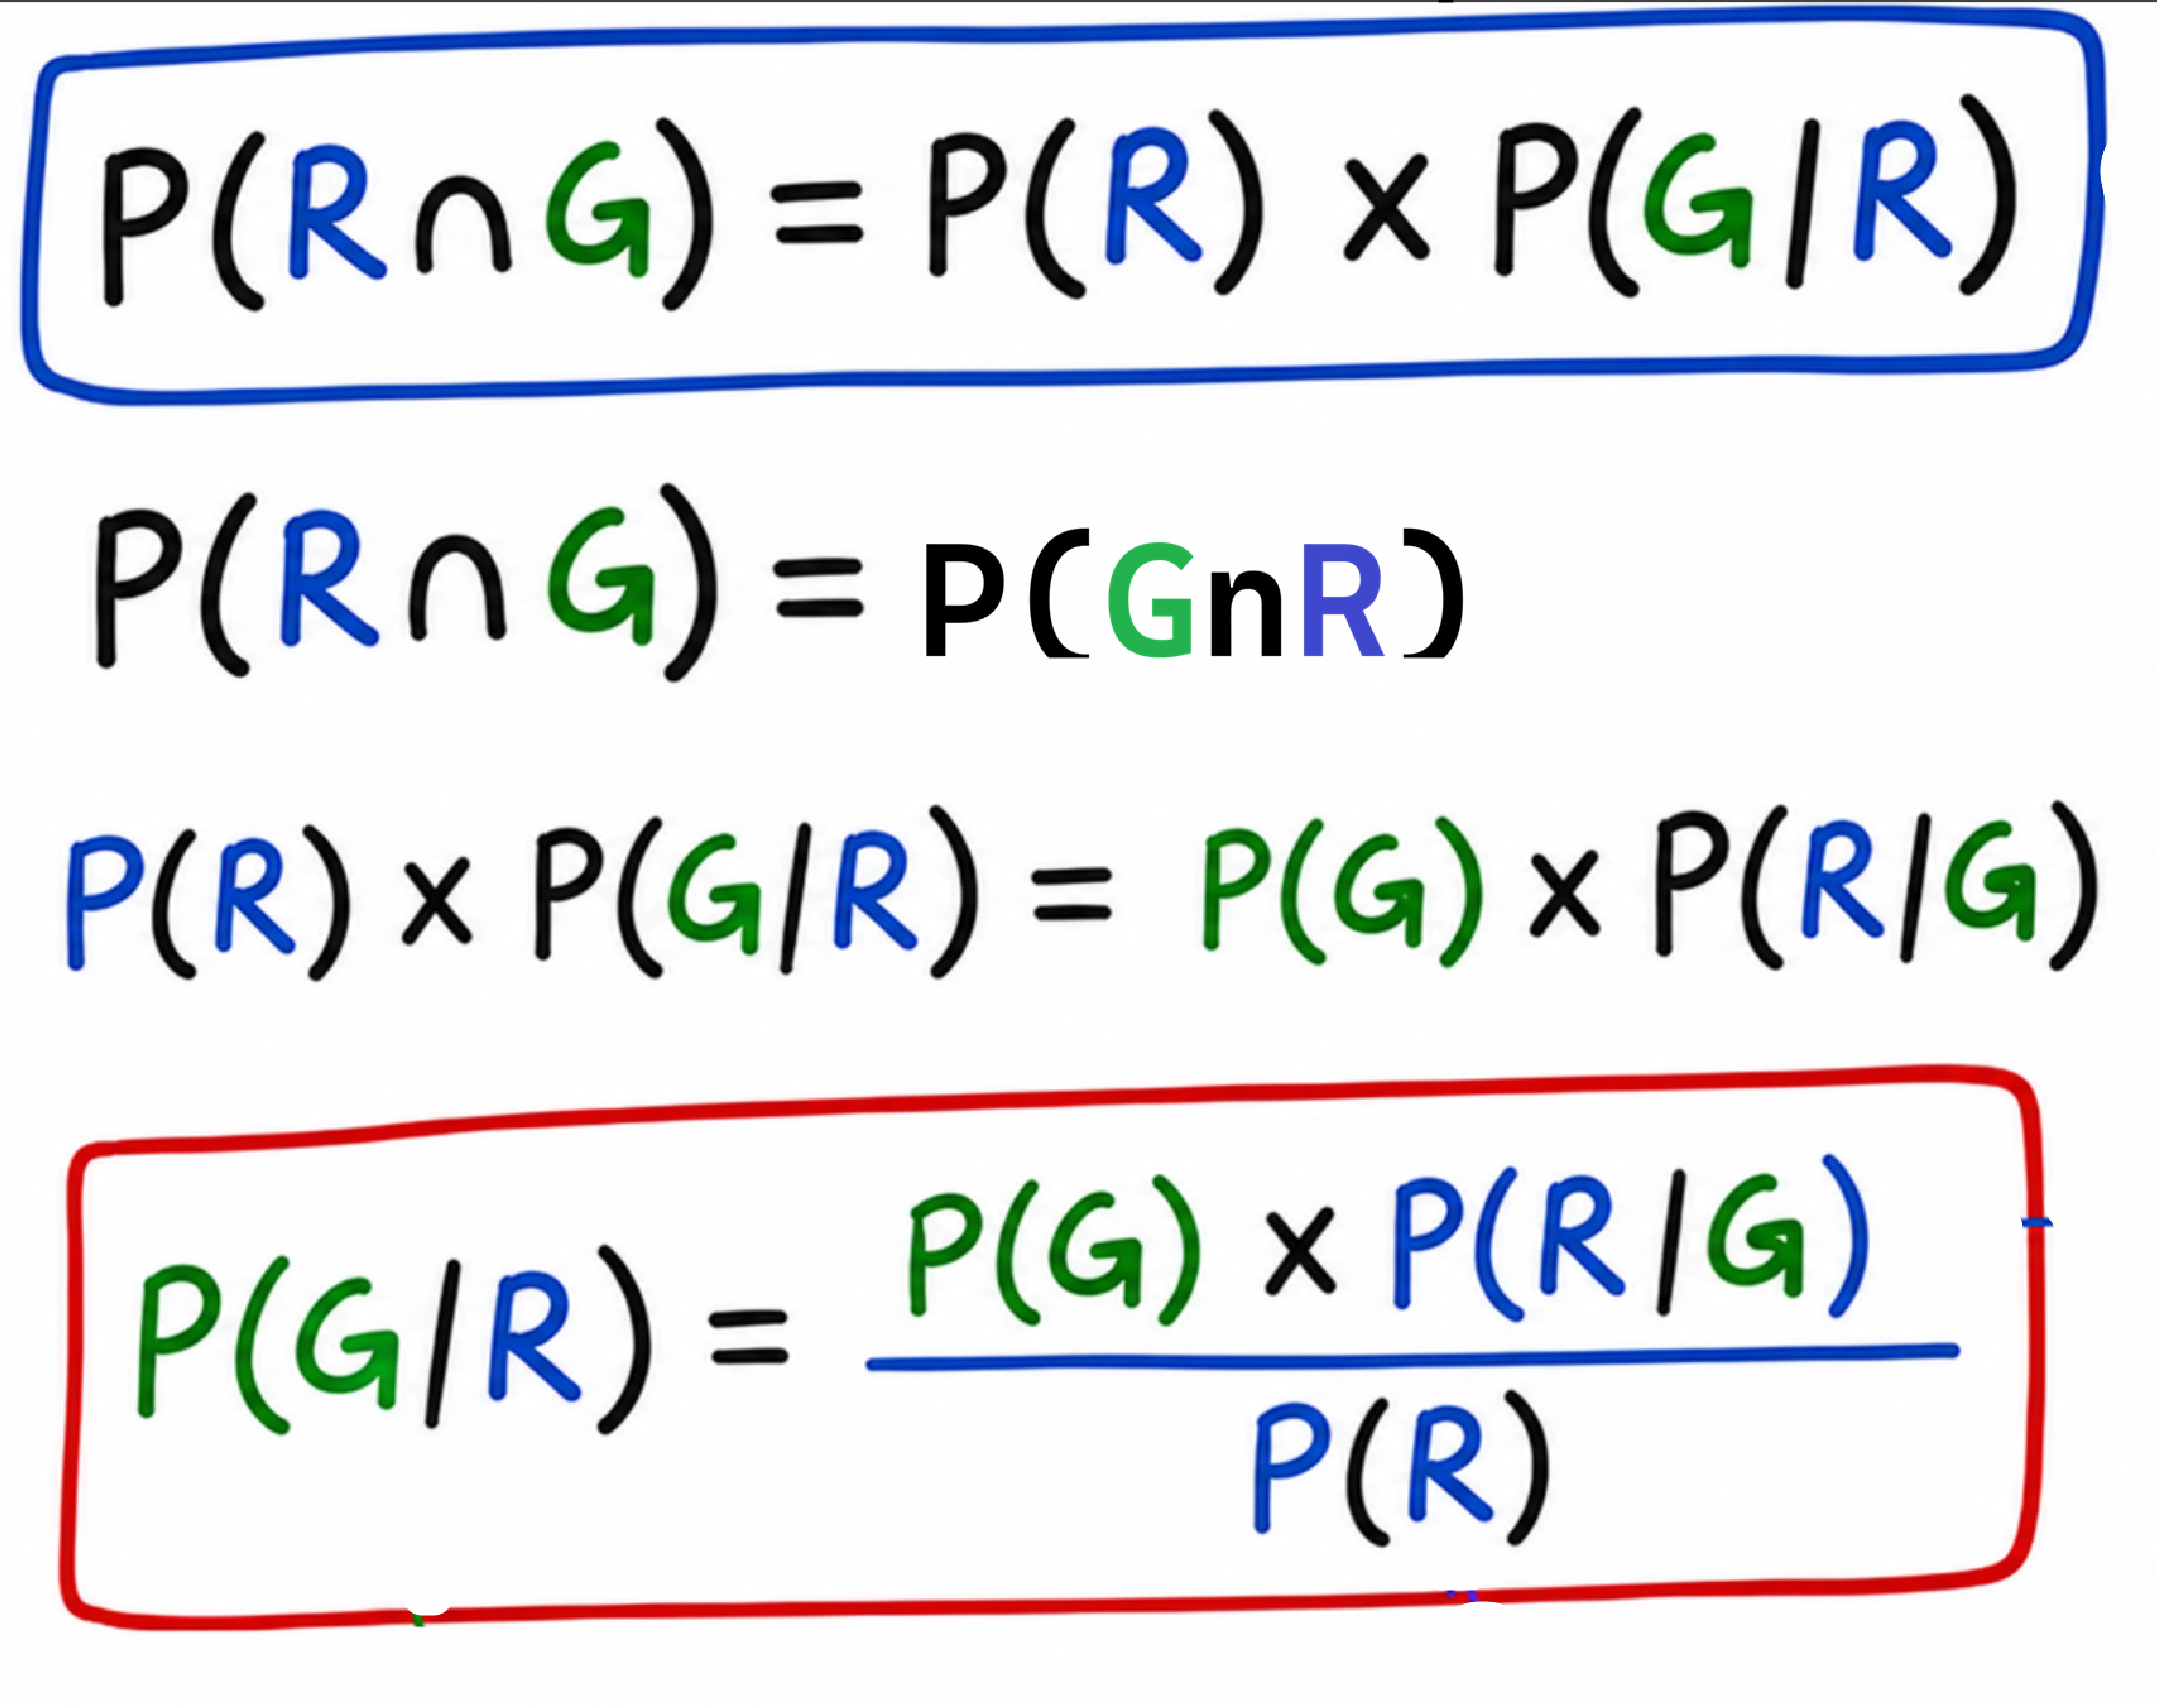 P(R∩G) = P(R) × P(G|R)
P(R∩G) = P(GnR)
P(R) × P(G|R) = P(G) × P(R|G)
P(G) × P(R|G)
P(G|R) =
P(R)